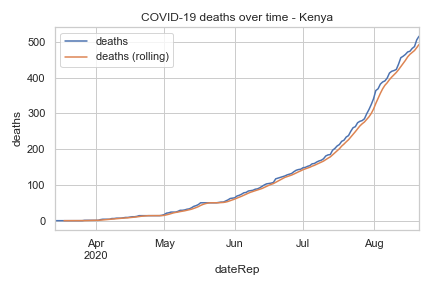 COVID-19 deaths over time - Kenya
deaths
deaths (rolling)
500
400
300
200
100
0
deaths
Apr
2020
May
Jun
Jul
Aug
dateRep